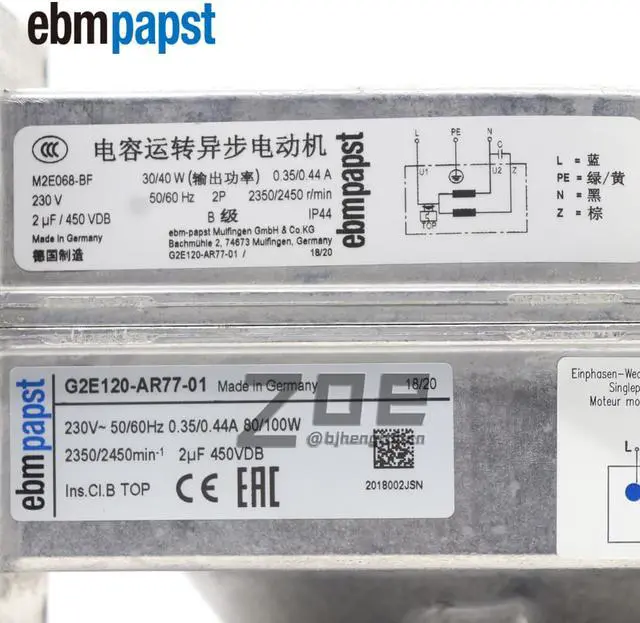 ebmpapst
CCC
电容运转异步电动机
M2E068-BF 30/40 W (输出功率) 0.35/0.44 A
230 V 50/60 Hz 2P 2350/2450 r/min
2 µF / 450 VDB B 级 IP44
Made in Germany ebm-papst Mulfingen GmbH & Co.KG
Bachmühle 2, 74673 Mulfingen, Germany
德国制造 G2E120-AR77-01 / 18/20
ebmpapst
L PE N
C
U1 U2 Z
TOP
L = 蓝
PE = 绿/黄
N = 黑
Z = 棕
ebmpapst
G2E120-AR77-01 Made in Germany 18/20
230V~ 50/60Hz 0.35/0.44A 80/100W
2350/2450min-1 2µF 450VDB
Ins.Cl.B TOP CE EAC
2018002JSN
zoe
Einphasen-We
Singlep
Moteur mo
L